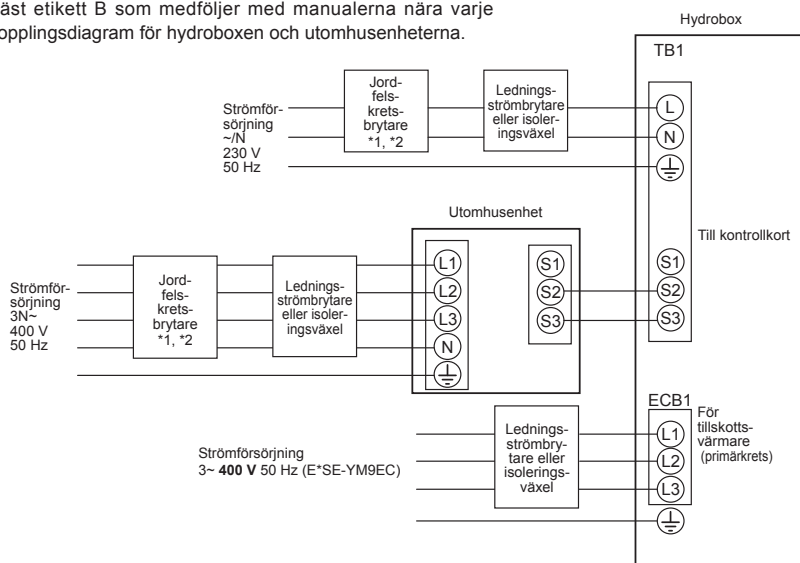 äst etikett B som medföljer med manualerna nära varje
opplingsdiagram för hydroboxen och utomhusenheterna.
Hydrobox
TB1
Strömför-
sörjning
~/N
230 V
50 Hz
Jord-
fels-
krets-
brytare
*1, *2
Lednings-
strömbrytare
eller isoler-
ingsväxel
L
N
Till kontrollkort
S1
S2
S3
Utomhusenhet
Strömför-
sörjning
3N~
400 V
50 Hz
Jord-
fels-
krets-
brytare
*1, *2
Lednings-
strömbrytare
eller isoler-
ingsväxel
L1
L2
L3
N
S1
S2
S3
ECB1
För
tillskotts-
värmare
(primärkrets)
Strömförsörjning
3~ 400 V 50 Hz (E*SE-YM9EC)
Lednings-
strömbry-
tare eller
isolerings-
växel
L1
L2
L3